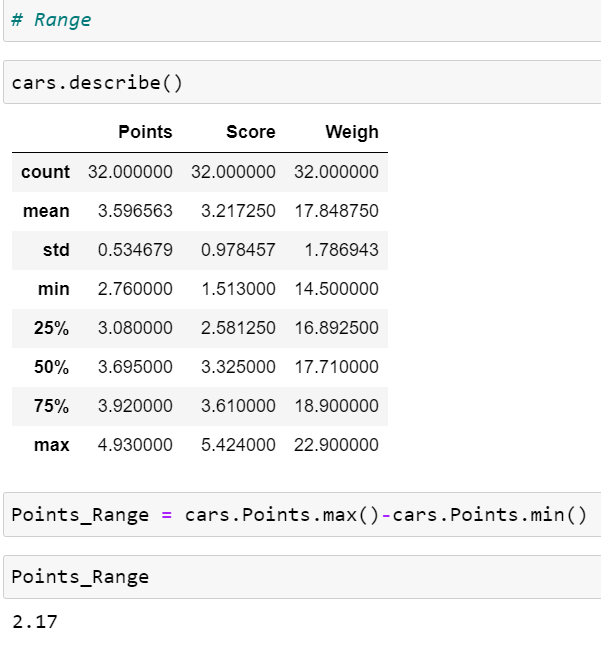 # Range
cars.describe()
Points Score Weigh
count 32.000000 32.000000 32.000000
mean 3.596563 3.217250 17.848750
std 0.534679 0.978457 1.786943
min 2.760000 1.513000 14.500000
25% 3.080000 2.581250 16.892500
50% 3.695000 3.325000 17.710000
75% 3.920000 3.610000 18.900000
max 4.930000 5.424000 22.900000
Points_Range = cars.Points.max()-cars.Points.min()
Points_Range
2.17